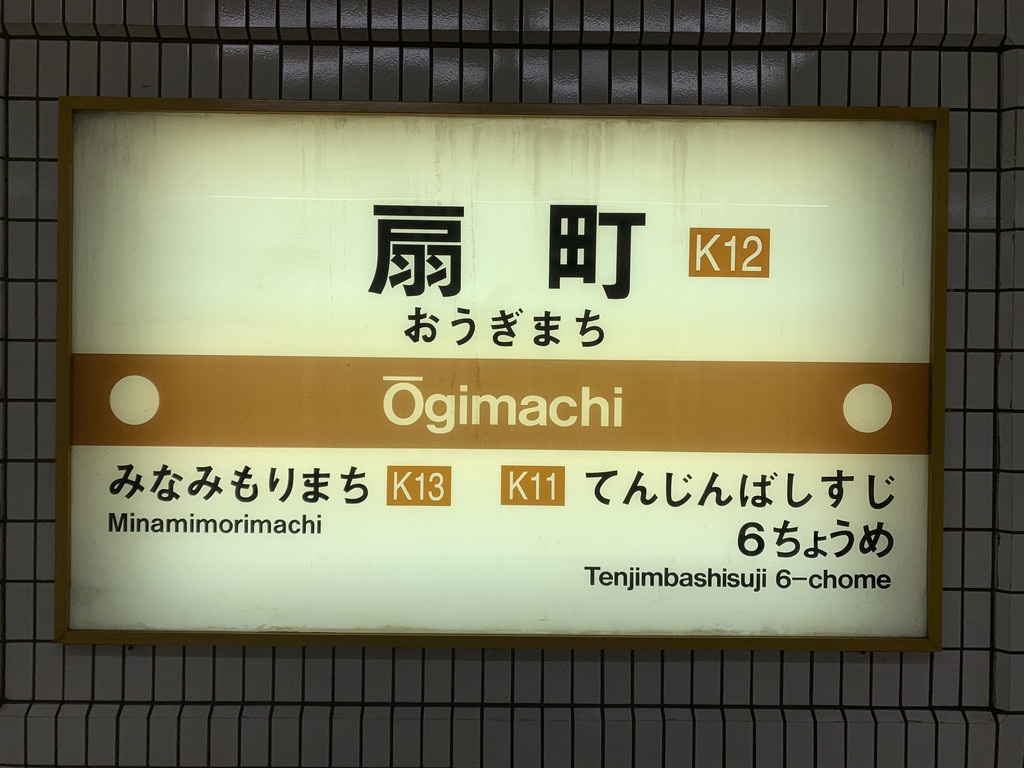 扇町 K12
おうぎまち
Ōgimachi
みなみもりまち K13
Minamimorimachi
K11 てんじんばしすじ
6ちょうめ
Tenjimbashisuji 6-chome